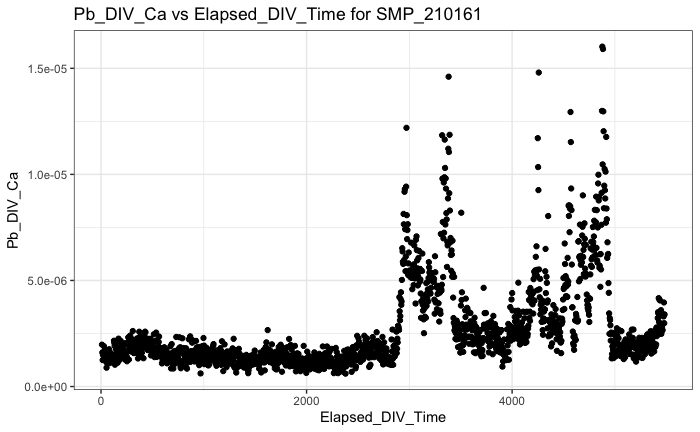 Pb_DIV_Ca vs Elapsed_DIV_Time for SMP_210161
1.5e-05
1.0e-05
5.0e-06
0.0e+00
Pb_DIV_Ca
0
2000
4000
Elapsed_DIV_Time